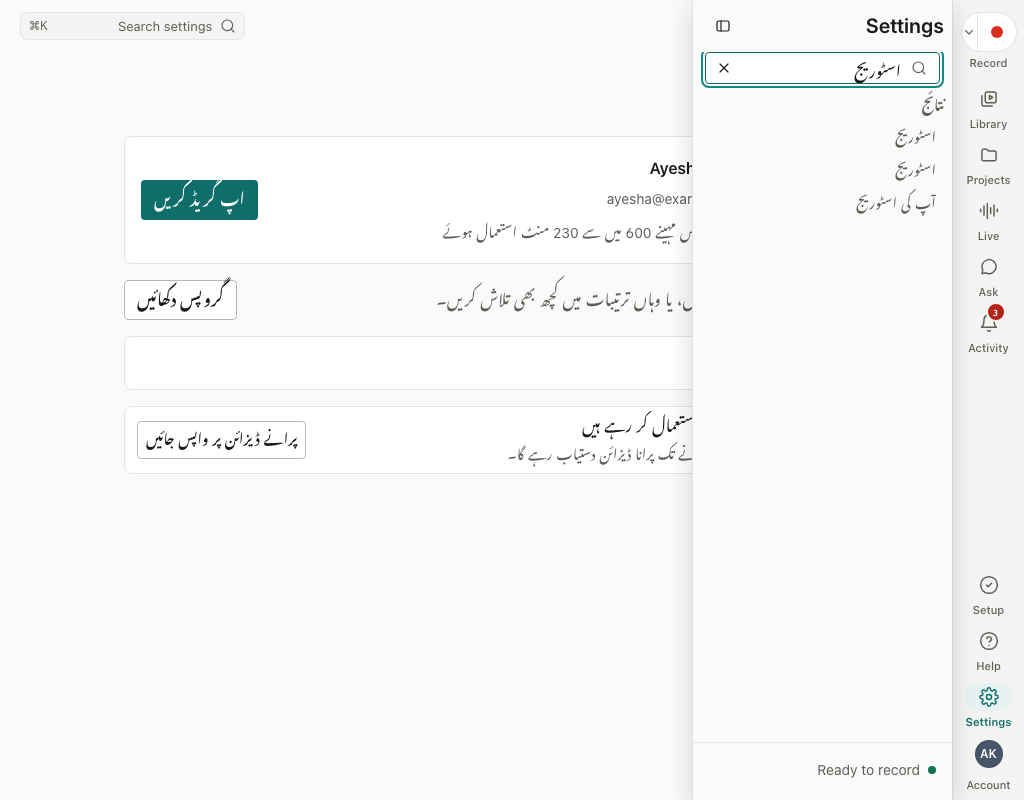 Record
Library
Projects
Live
Ask
3
Activity
Setup
Help
Settings
AK
Account
Settings
اسٹوریج
نتائج
اسٹوریج
اسٹوریج
آپ کی اسٹوریج
Ready to record
Search settings
⌘K
Ayesh
ayesha@exar
مہینے 600 میں سے 230 منٹ استعمال ہوئے
اپ گریڈ کریں
یا وہاں ترتیبات میں کچھ بھی تلاش کریں۔
گروپس دکھائیں
ستعمال کر رہے ہیں
تک پرانا ڈیزائن دستیاب رہے گا۔
پرانے ڈیزائن پر واپس جائیں